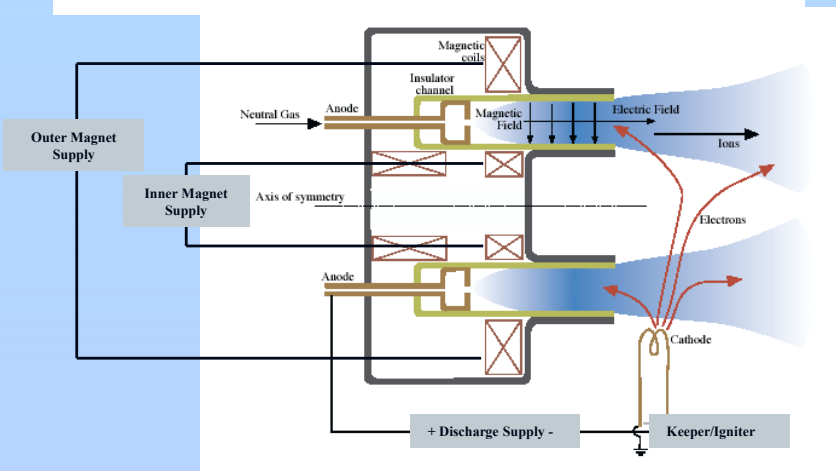 Magnetic
coils
Insulator
channel
Neutral Gas
Anode
Magnetic
Field
Electric Field
Ions
Outer Magnet
Supply
Inner Magnet
Supply
Axis of symmetry
Electrons
Anode
Cathode
+ Discharge Supply -
Keeper/Igniter